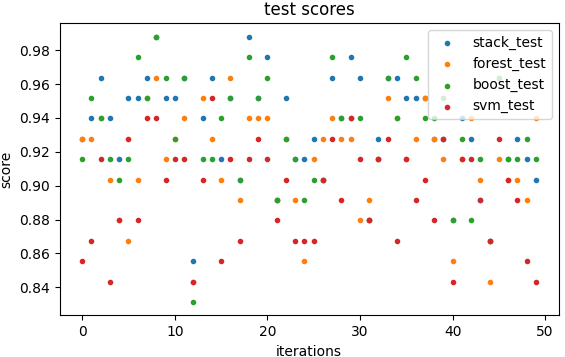 test scores
score
0.98
0.96
0.94
0.92
0.90
0.88
0.86
0.84
stack_test
forest_test
boost_test
svm_test
0
10
20
30
40
50
iterations